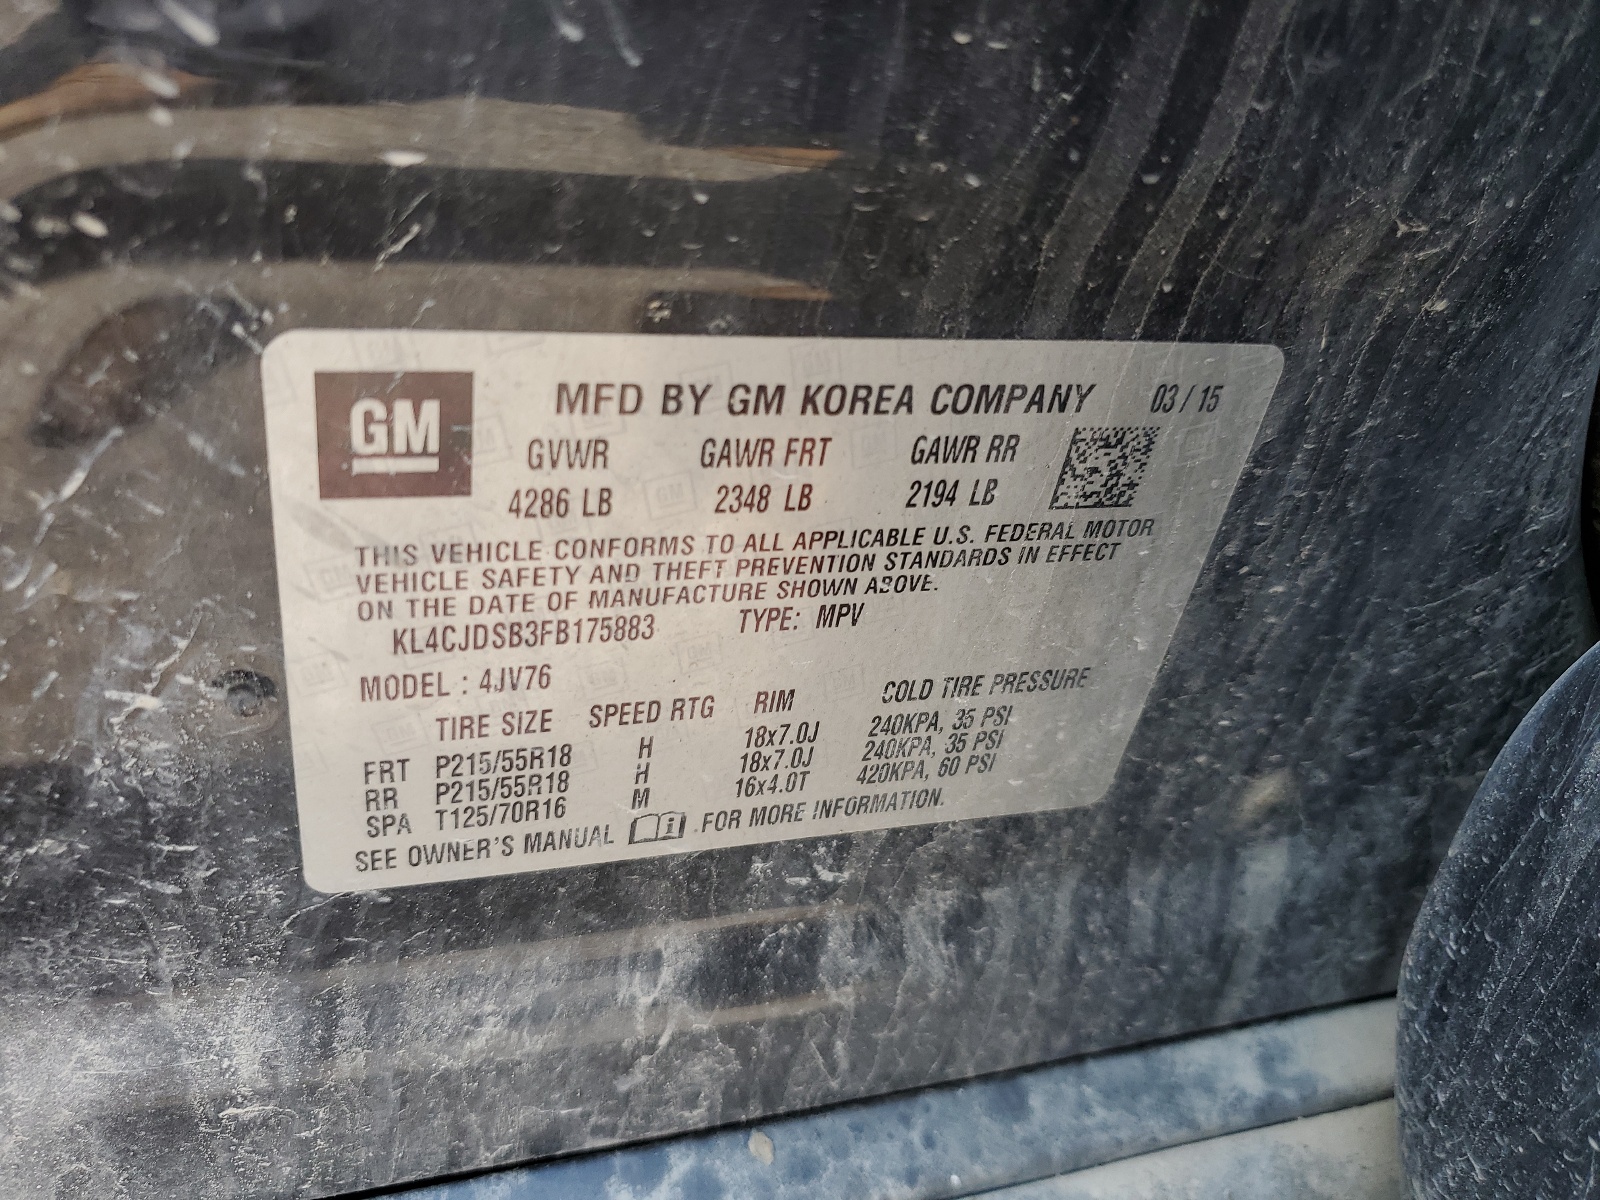 GM
MFD BY GM KOREA COMPANY 03 / 15
GVWR GAWR FRT GAWR RR
4286 LB 2348 LB 2194 LB
THIS VEHICLE CONFORMS TO ALL APPLICABLE U.S. FEDERAL MOTOR
VEHICLE SAFETY AND THEFT PREVENTION STANDARDS IN EFFECT
ON THE DATE OF MANUFACTURE SHOWN ABOVE.
KL4CJDSB3FB175883 TYPE: MPV
MODEL : 4JV76
TIRE SIZE SPEED RTG RIM COLD TIRE PRESSURE
FRT P215/55R18 H 18x7.0J 240KPA, 35 PSI
RR P215/55R18 H 18x7.0J 240KPA, 35 PSI
SPA T125/70R16 M 16x4.0T 420KPA, 60 PSI
SEE OWNER'S MANUAL i FOR MORE INFORMATION.